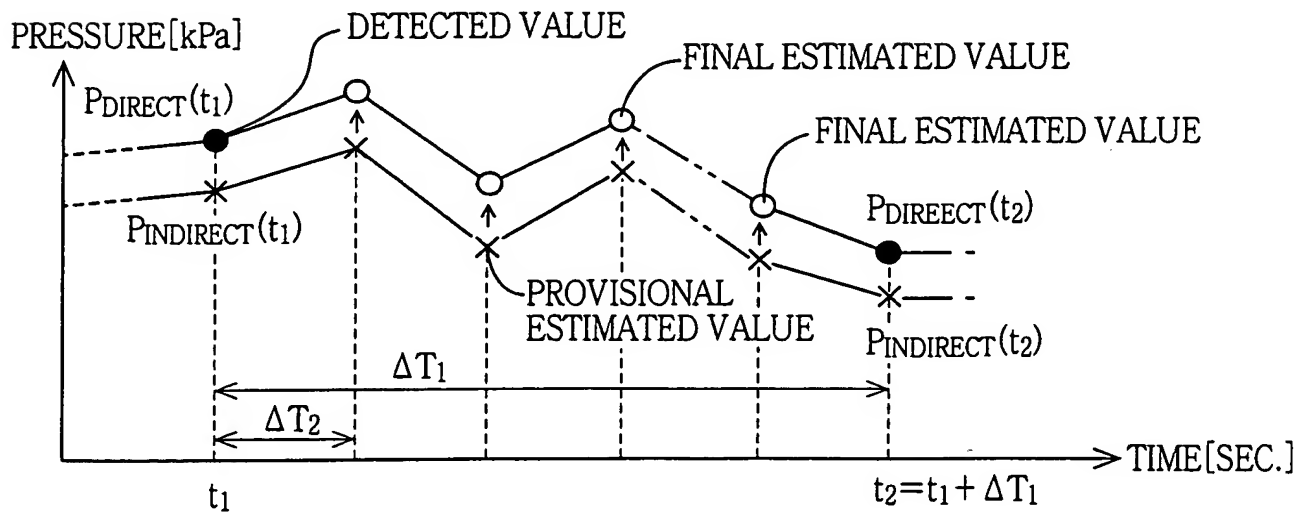 PRESSURE[kPa]
DETECTED VALUE
FINAL ESTIMATED VALUE
PDIRECT(t1)
FINAL ESTIMATED VALUE
PINDIRECT(t1)
PDIREECT(t2)
PROVISIONAL
ESTIMATED VALUE
PINDIRECT(t2)
ΔT1
ΔT2
TIME[SEC.]
t1
t2=t1+ΔT1